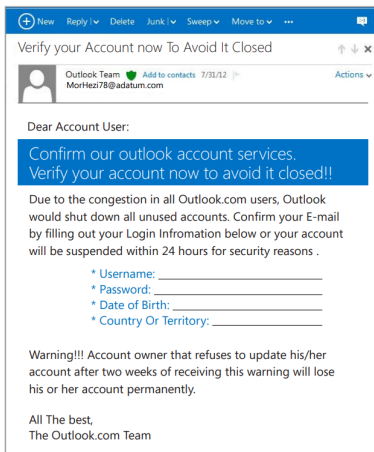 New Reply | Delete Junk | Sweep Move to ...
Verify your Account now To Avoid It Closed
Outlook Team Add to contacts 7/31/12
Actions
MorHezi78@adatum.com
Dear Account User:
Confirm our outlook account services.
Verify your account now to avoid it closed!!
Due to the congestion in all Outlook.com users, Outlook
would shut down all unused accounts. Confirm your E-mail
by filling out your Login Infromation below or your account
will be suspended within 24 hours for security reasons .
* Username: ____________________
* Password: ____________________
* Date of Birth: ____________________
* Country Or Territory: ____________________
Warning!!! Account owner that refuses to update his/her
account after two weeks of receiving this warning will lose
his or her account permanently.
All The best,
The Outlook.com Team